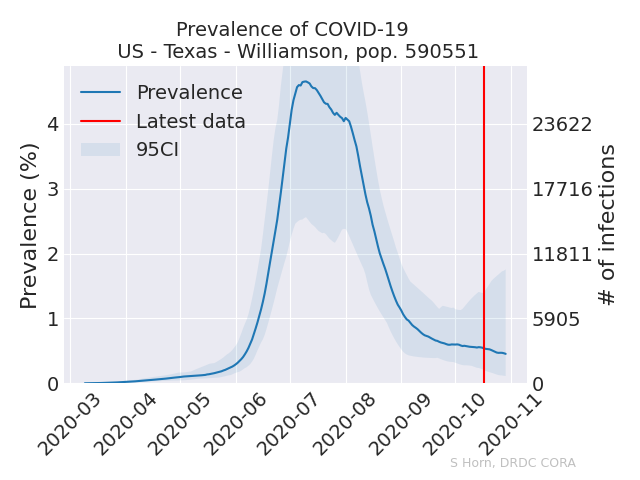 Prevalence of COVID-19
US - Texas - Williamson, pop. 590551
Prevalence
Latest data
95CI
Prevalence (%)
4
3
2
1
0
23622
17716
11811
5905
0
# of infections
2020-03
2020-04
2020-05
2020-06
2020-07
2020-08
2020-09
2020-10
2020-11
S Horn, DRDC CORA